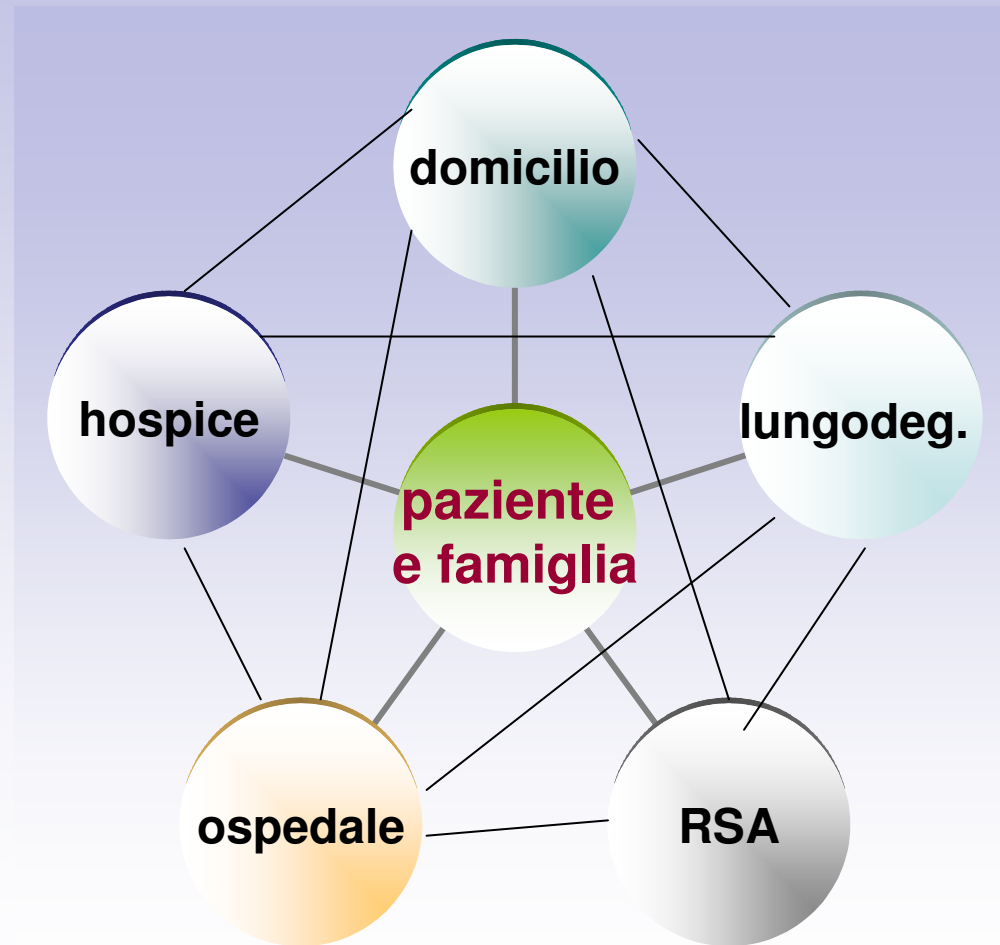 domicilio
hospice
lungodeg.
paziente
e famiglia
ospedale
RSA